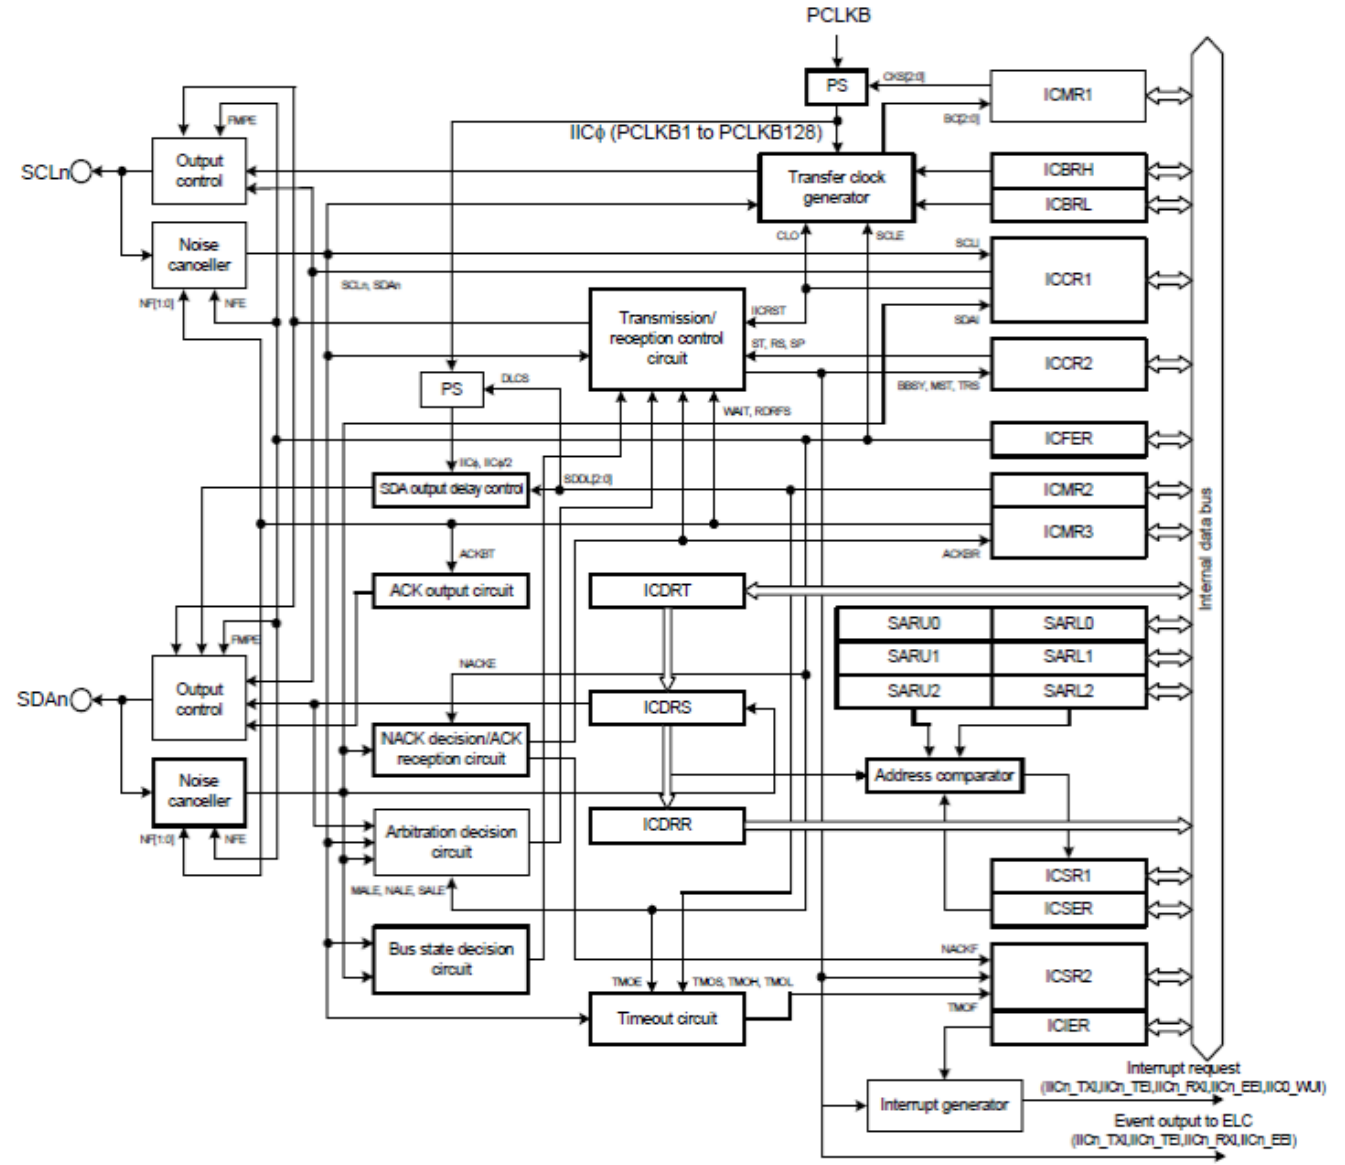 PCLKB
PS
CKS[2:0]
ICMR1
BC[2:0]
FMPE
IICϕ (PCLKB1 to PCLKB128)
SCLn
Output
control
Transfer clock
generator
ICBRH
ICBRL
CLO
SCLE
Noise
canceller
SCLI
ICCR1
NF[1:0]
NFE
SCLn, SDAn
SDAI
Transmission/
reception control
circuit
IICRST
ST, RS, SP
ICCR2
BBSY, MST, TRS
PS
DLCS
WAIT, RDRFS
ICFER
IICϕ, IICϕ/2
SDA output delay control
SDDL[2:0]
ICMR2
ICMR3
ACKBT
ACKBR
Internal data bus
ACK output circuit
ICDRT
SARU0
SARL0
SARU1
SARL1
SARU2
SARL2
FMPE
NACKE
SDAn
Output
control
ICDRS
NACK decision/ACK
reception circuit
Address comparator
Noise
canceller
NF[1:0]
NFE
Arbitration decision
circuit
ICDRR
MALE, NALE, SALE
ICSR1
ICSER
Bus state decision
circuit
NACKF
ICSR2
TMOE
TMOS, TMOH, TMOL
TMOF
Timeout circuit
ICIER
Interrupt generator
Interrupt request
(IICn_TXI,IICn_TEI,IICn_RXI,IICn_EEI,IIC0_WUI)
Event output to ELC
(IICn_TXI,IICn_TEI,IICn_RXI,IICn_EEI)